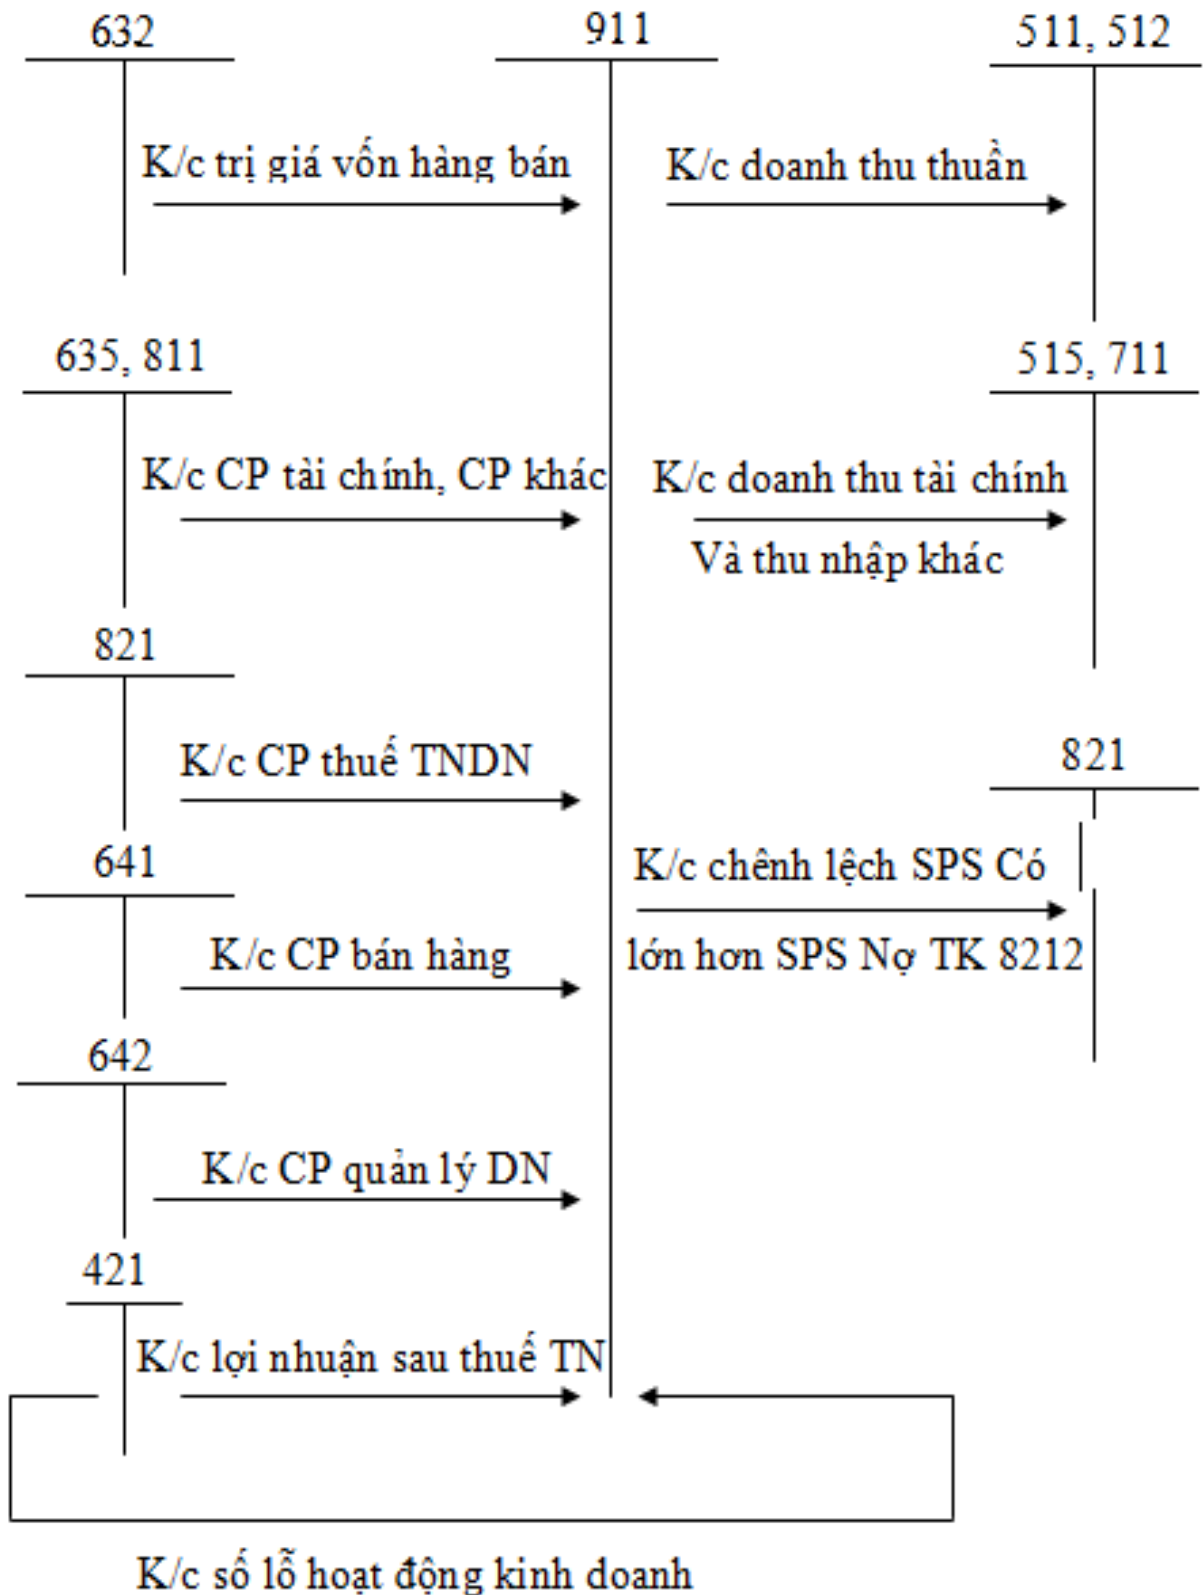 632
911
511, 512
K/c trị giá vốn hàng bán
K/c doanh thu thuần
635, 811
515, 711
K/c CP tài chính, CP khác
K/c doanh thu tài chính
Và thu nhập khác
821
K/c CP thuế TNDN
821
641
K/c chênh lệch SPS Có
K/c CP bán hàng
lớn hơn SPS Nợ TK 8212
642
K/c CP quản lý DN
421
K/c lợi nhuận sau thuế TN
K/c số lỗ hoạt động kinh doanh